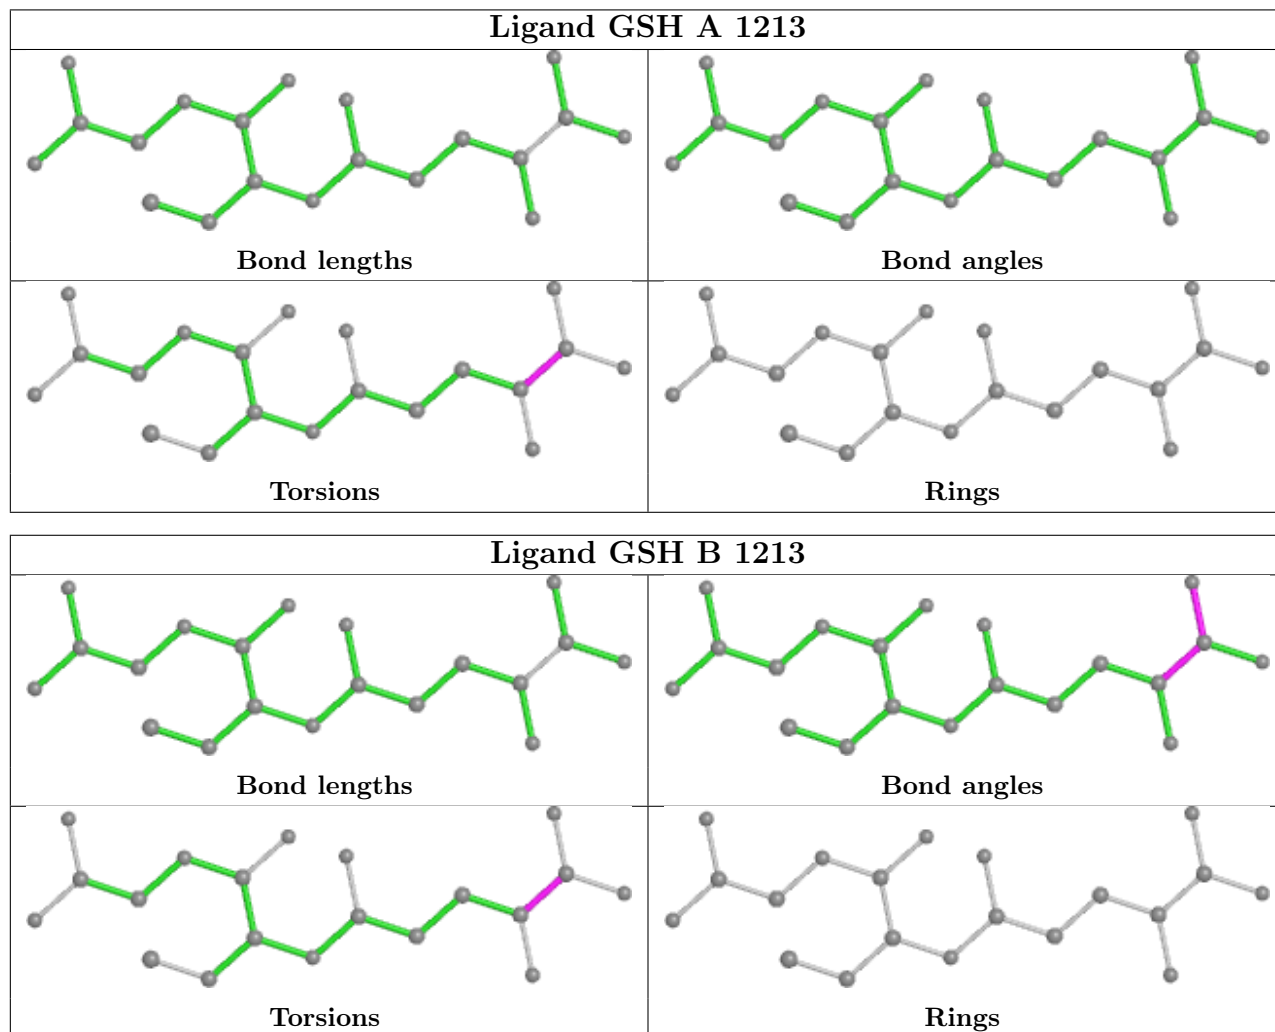 Ligand GSH A 1213
Bond lengths
Bond angles
Torsions
Rings
Ligand GSH B 1213
Bond lengths
Bond angles
Torsions
Rings